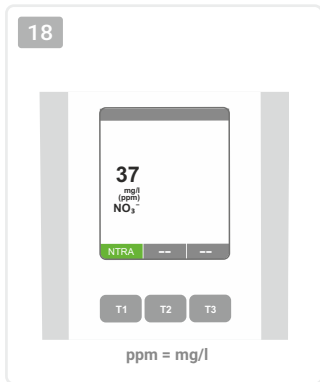 18
37
mg/l
(ppm)
NO₃⁻
NTRA -- --
T1 T2 T3
ppm = mg/l